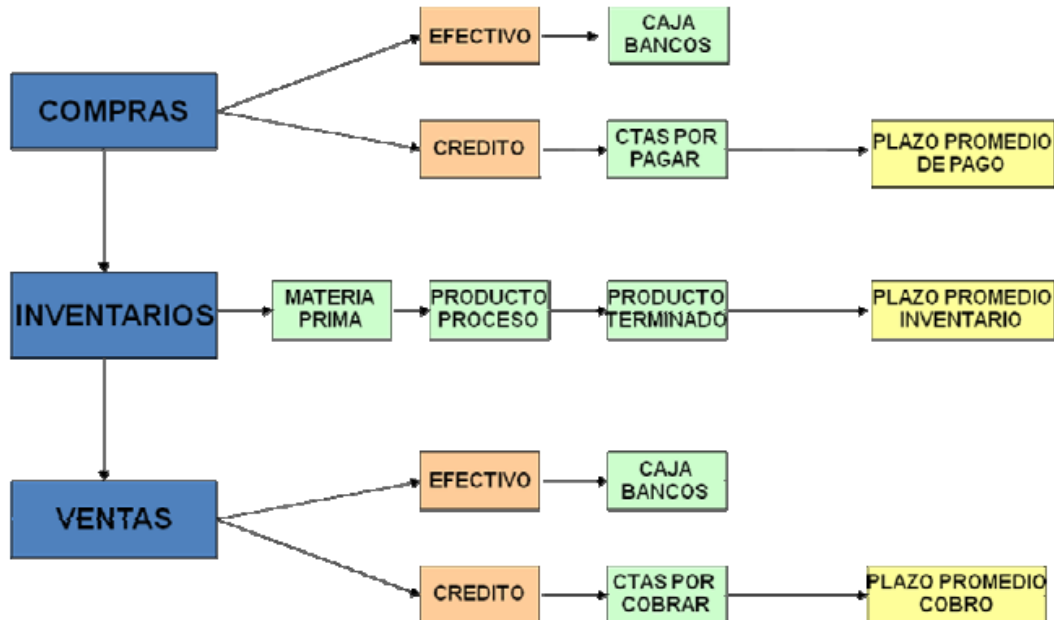 EFECTIVO
CAJA
BANCOS
COMPRAS
CREDITO
CTAS POR
PAGAR
PLAZO PROMEDIO
DE PAGO
INVENTARIOS
MATERIA
PRIMA
PRODUCTO
PROCESO
PRODUCTO
TERMINADO
PLAZO PROMEDIO
INVENTARIO
EFECTIVO
CAJA
BANCOS
VENTAS
CREDITO
CTAS POR
COBRAR
PLAZO PROMEDIO
COBRO